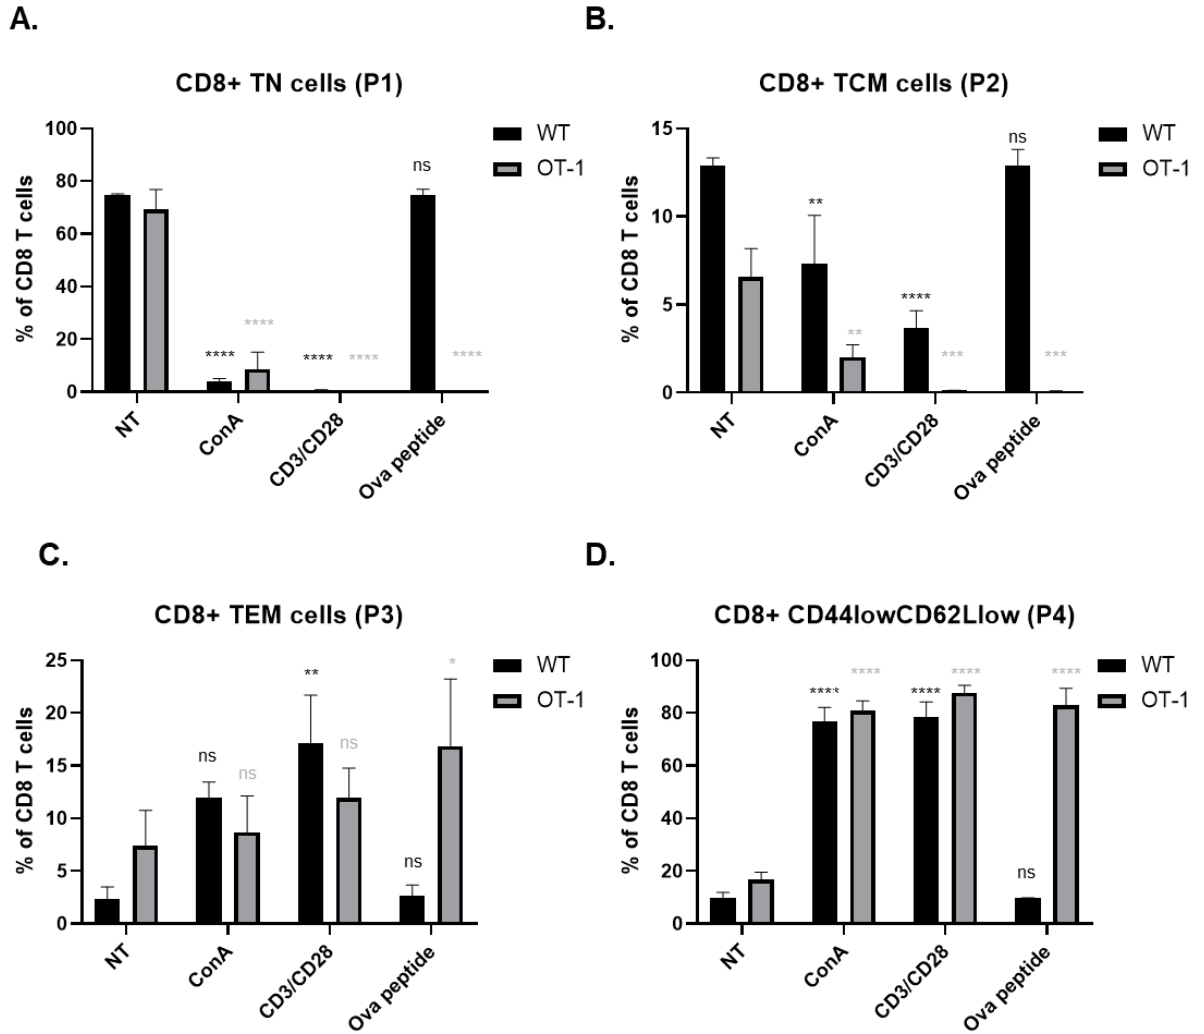 A.
CD8+ TN cells (P1)
% of CD8 T cells
100
80
60
40
20
0
ns
****
****
****
****
****
NT
ConA
CD3/CD28
Ova peptide
WT
OT-1
B.
CD8+ TCM cells (P2)
% of CD8 T cells
15
10
5
0
ns
**
****
**
***
***
NT
ConA
CD3/CD28
Ova peptide
WT
OT-1
C.
CD8+ TEM cells (P3)
% of CD8 T cells
25
20
15
10
5
0
*
**
ns
ns
ns
ns
NT
ConA
CD3/CD28
Ova peptide
WT
OT-1
D.
CD8+ CD44lowCD62Llow (P4)
% of CD8 T cells
100
80
60
40
20
0
****
****
****
****
****
ns
NT
ConA
CD3/CD28
Ova peptide
WT
OT-1